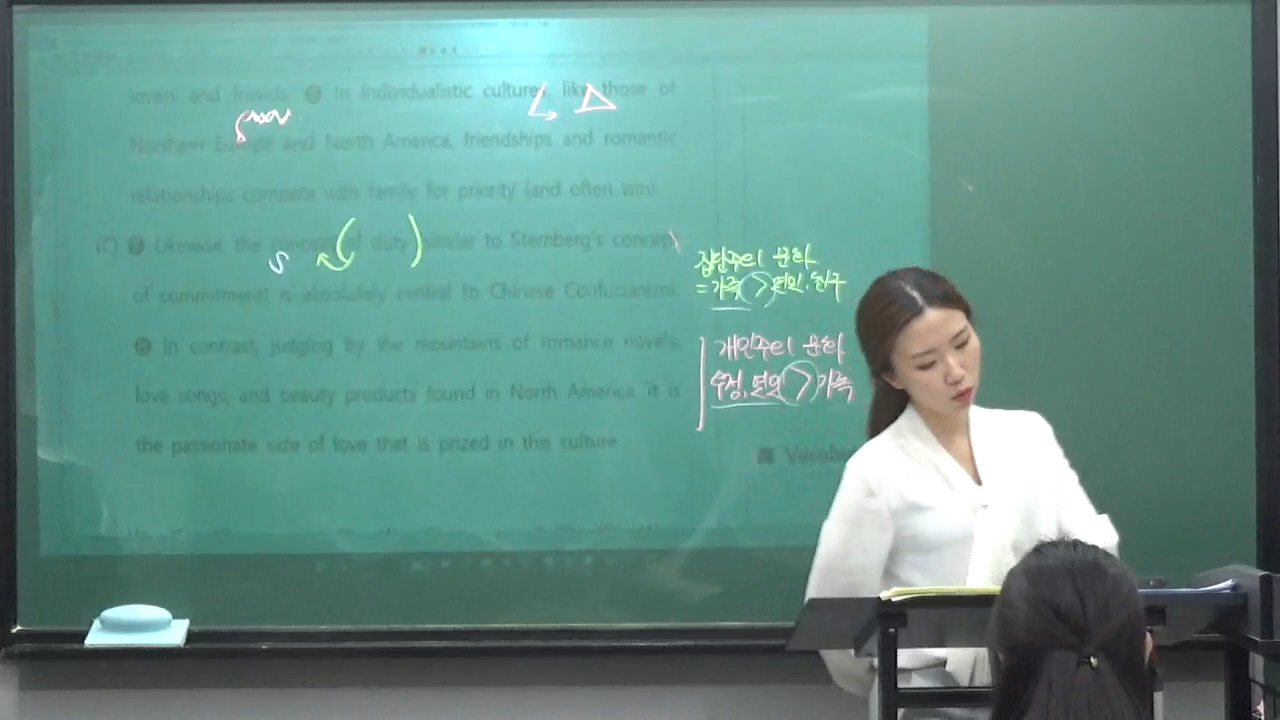 lovers and friends. In individualistic cultures, like those of
Northern Europe and North America, friendships and romantic
relationships compete with family for priority (and often win).
(C) Likewise, the concept of duty (similar to Sternberg's concept
of commitment) is absolutely central to Chinese Confucianism.
In contrast, judging by the mountains of romance novels,
love songs, and beauty products found in North America, it is
the passionate side of love that is prized in this culture.
S
집단주의 문화
= 가족 > 연인, 친구
개인주의 문화
우정, 연인 > 가족
■ Vocabu